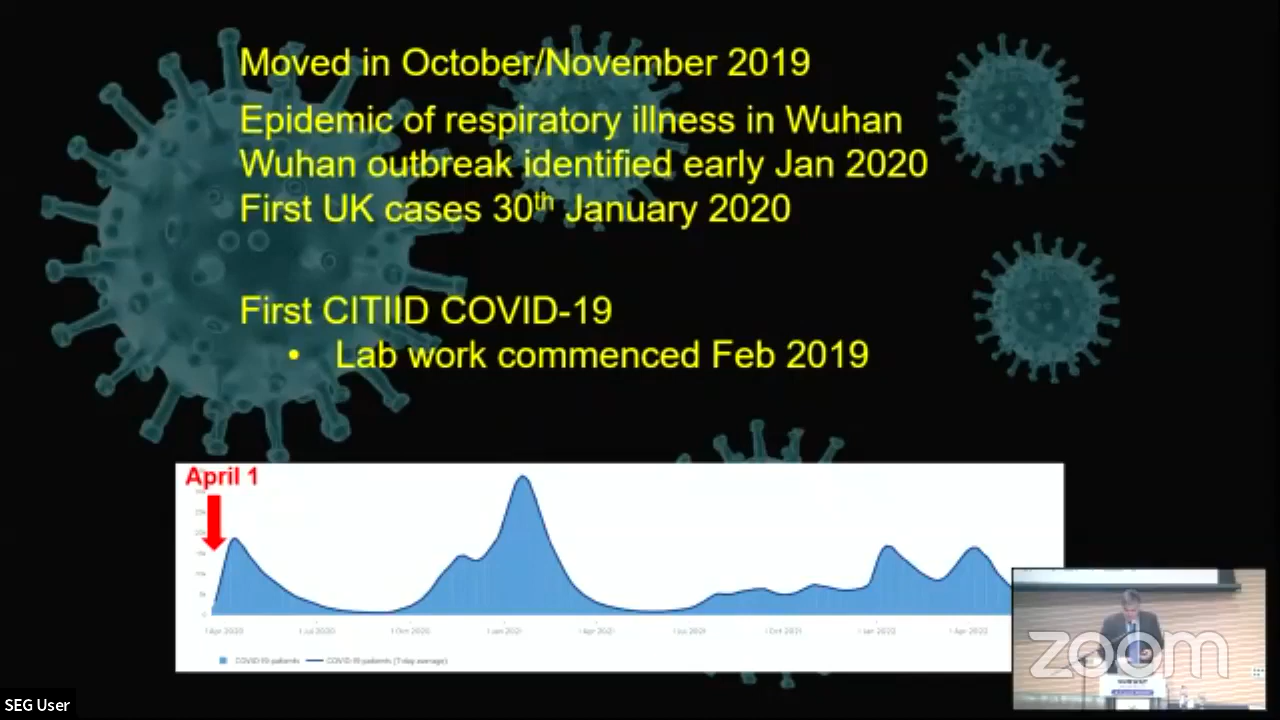 Moved in October/November 2019
Epidemic of respiratory illness in Wuhan
Wuhan outbreak identified early Jan 2020
First UK cases 30th January 2020
First CITIID COVID-19
• Lab work commenced Feb 2019
April 1
1 Apr 2020 1 Jul 2020 1 Oct 2020 1 Jan 2021 1 Apr 2021 1 Jul 2021 1 Oct 2021 1 Jan 2022 1 Apr 2022
COVID-19 patients COVID-19 patients (7-day average)
zoom
SEG User